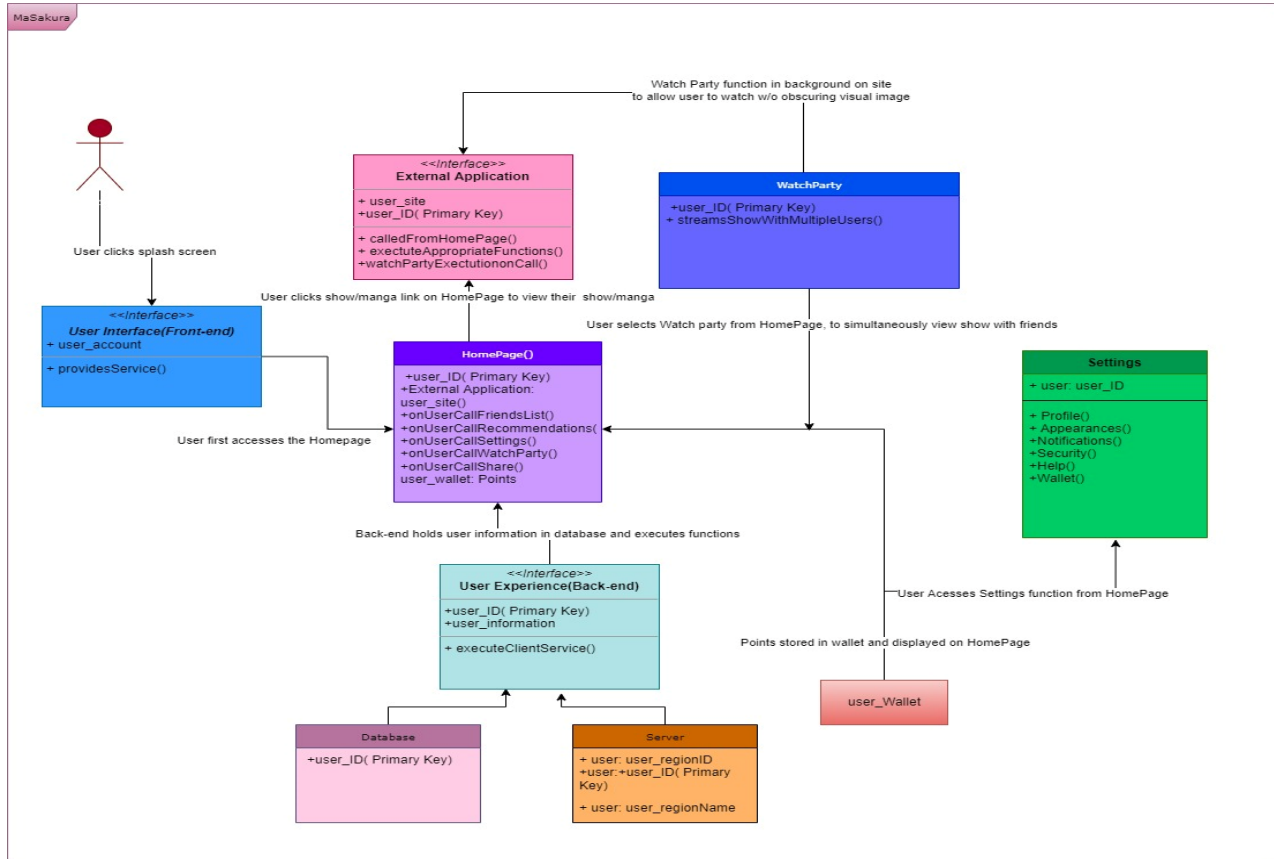 MaSakura
Watch Party function in background on site
to allow user to watch w/o obscuring visual image
<<Interface>>
External Application
+ user_site
+user_ID( Primary Key)
+ calledFromHomePage()
+ exectuteAppropriateFunctions()
+watchPartyExectutiononCall()
WatchParty
+user_ID( Primary Key)
+ streamsShowWithMultipleUsers()
User clicks splash screen
User clicks show/manga link on HomePage to view their show/manga
<<Interface>>
User Interface(Front-end)
+ user_account
+ providesService()
User selects Watch party from HomePage, to simultaneously view show with friends
HomePage()
+user_ID( Primary Key)
+External Application:
user_site()
+onUserCallFriendsList()
+onUserCallRecommendations(
+onUserCallSettings()
+onUserCallWatchParty()
+onUserCallShare()
user_wallet: Points
Settings
+ user: user_ID
+ Profile()
+ Appearances()
+Notifications()
+Security()
+Help()
+Wallet()
User first accesses the Homepage
Back-end holds user information in database and executes functions
<<Interface>>
User Experience(Back-end)
+user_ID( Primary Key)
+user_information
+ executeClientService()
User Acesses Settings function from HomePage
Points stored in wallet and displayed on HomePage
user_Wallet
Database
+user_ID( Primary Key)
Server
+ user: user_regionID
+user:+user_ID( Primary
Key)
+ user: user_regionName